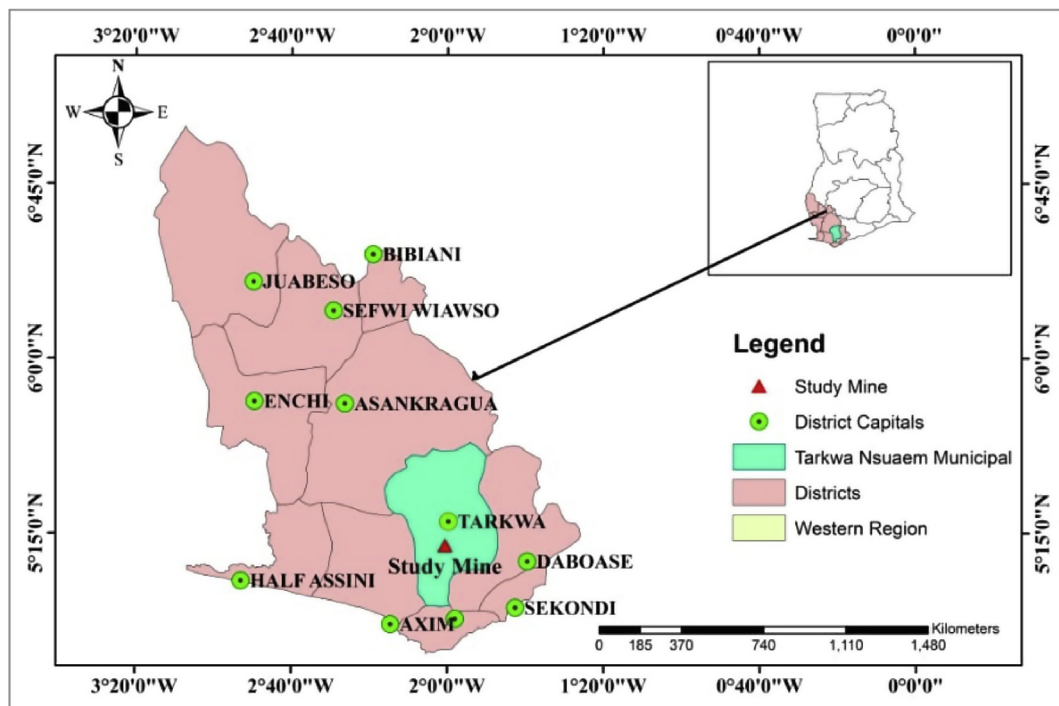 3°20'0"W 2°40'0"W 2°0'0"W 1°20'0"W 0°40'0"W 0°0'0"
N
W E
S
6°45'0"N 6°45'0"N
BIBIANI
JUABESO
SEFWI WIAWSO
6°0'0"N 6°0'0"N
Legend
Study Mine
ENCHI ASANKRAGUA
District Capitals
Tarkwa Nsuaem Municipal
Districts
TARKWA
Western Region
5°15'0"N 5°15'0"N
DABOASE
Study Mine
HALF ASSINI
SEKONDI
AXIM
Kilometers
0 185 370 740 1,110 1,480
3°20'0"W 2°40'0"W 2°0'0"W 1°20'0"W 0°40'0"W 0°0'0"